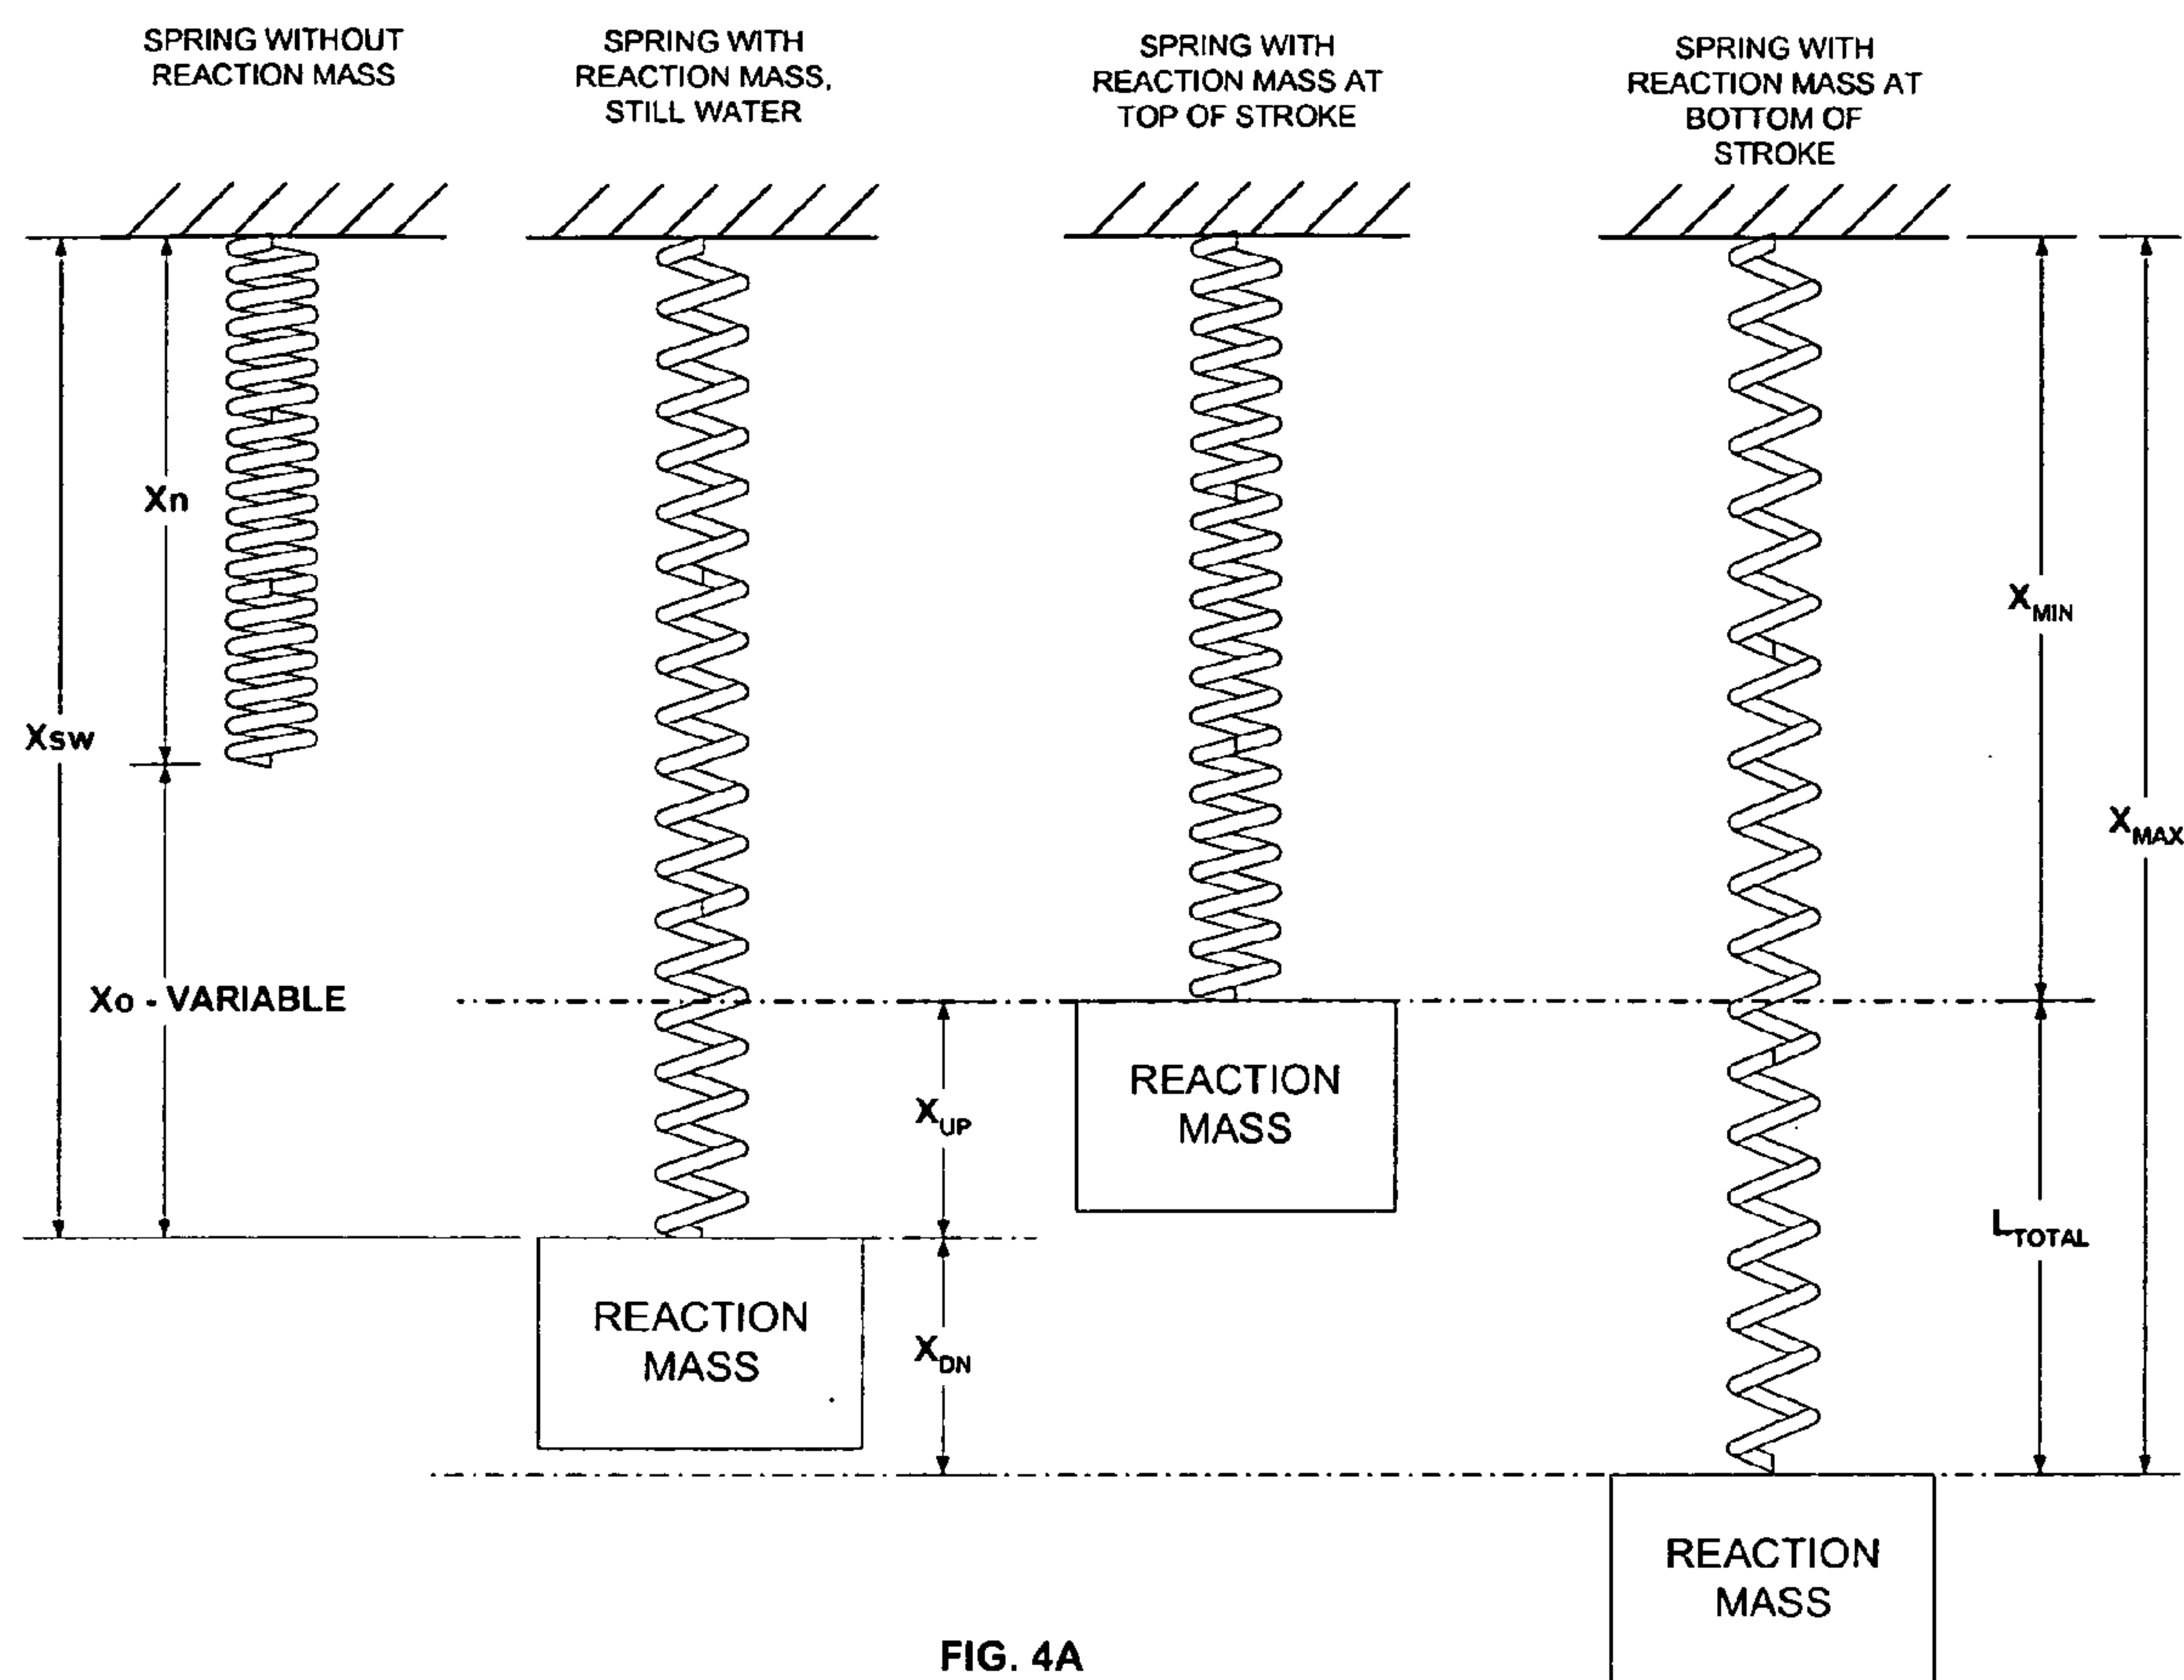 SPRING WITHOUT
REACTION MASS
SPRING WITH
REACTION MASS,
STILL WATER
SPRING WITH
REACTION MASS AT
TOP OF STROKE
SPRING WITH
REACTION MASS AT
BOTTOM OF
STROKE
Xn
Xsw
Xo - VARIABLE
XUP
XDN
REACTION
MASS
REACTION
MASS
XMIN
XMAX
LTOTAL
REACTION
MASS
FIG. 4A